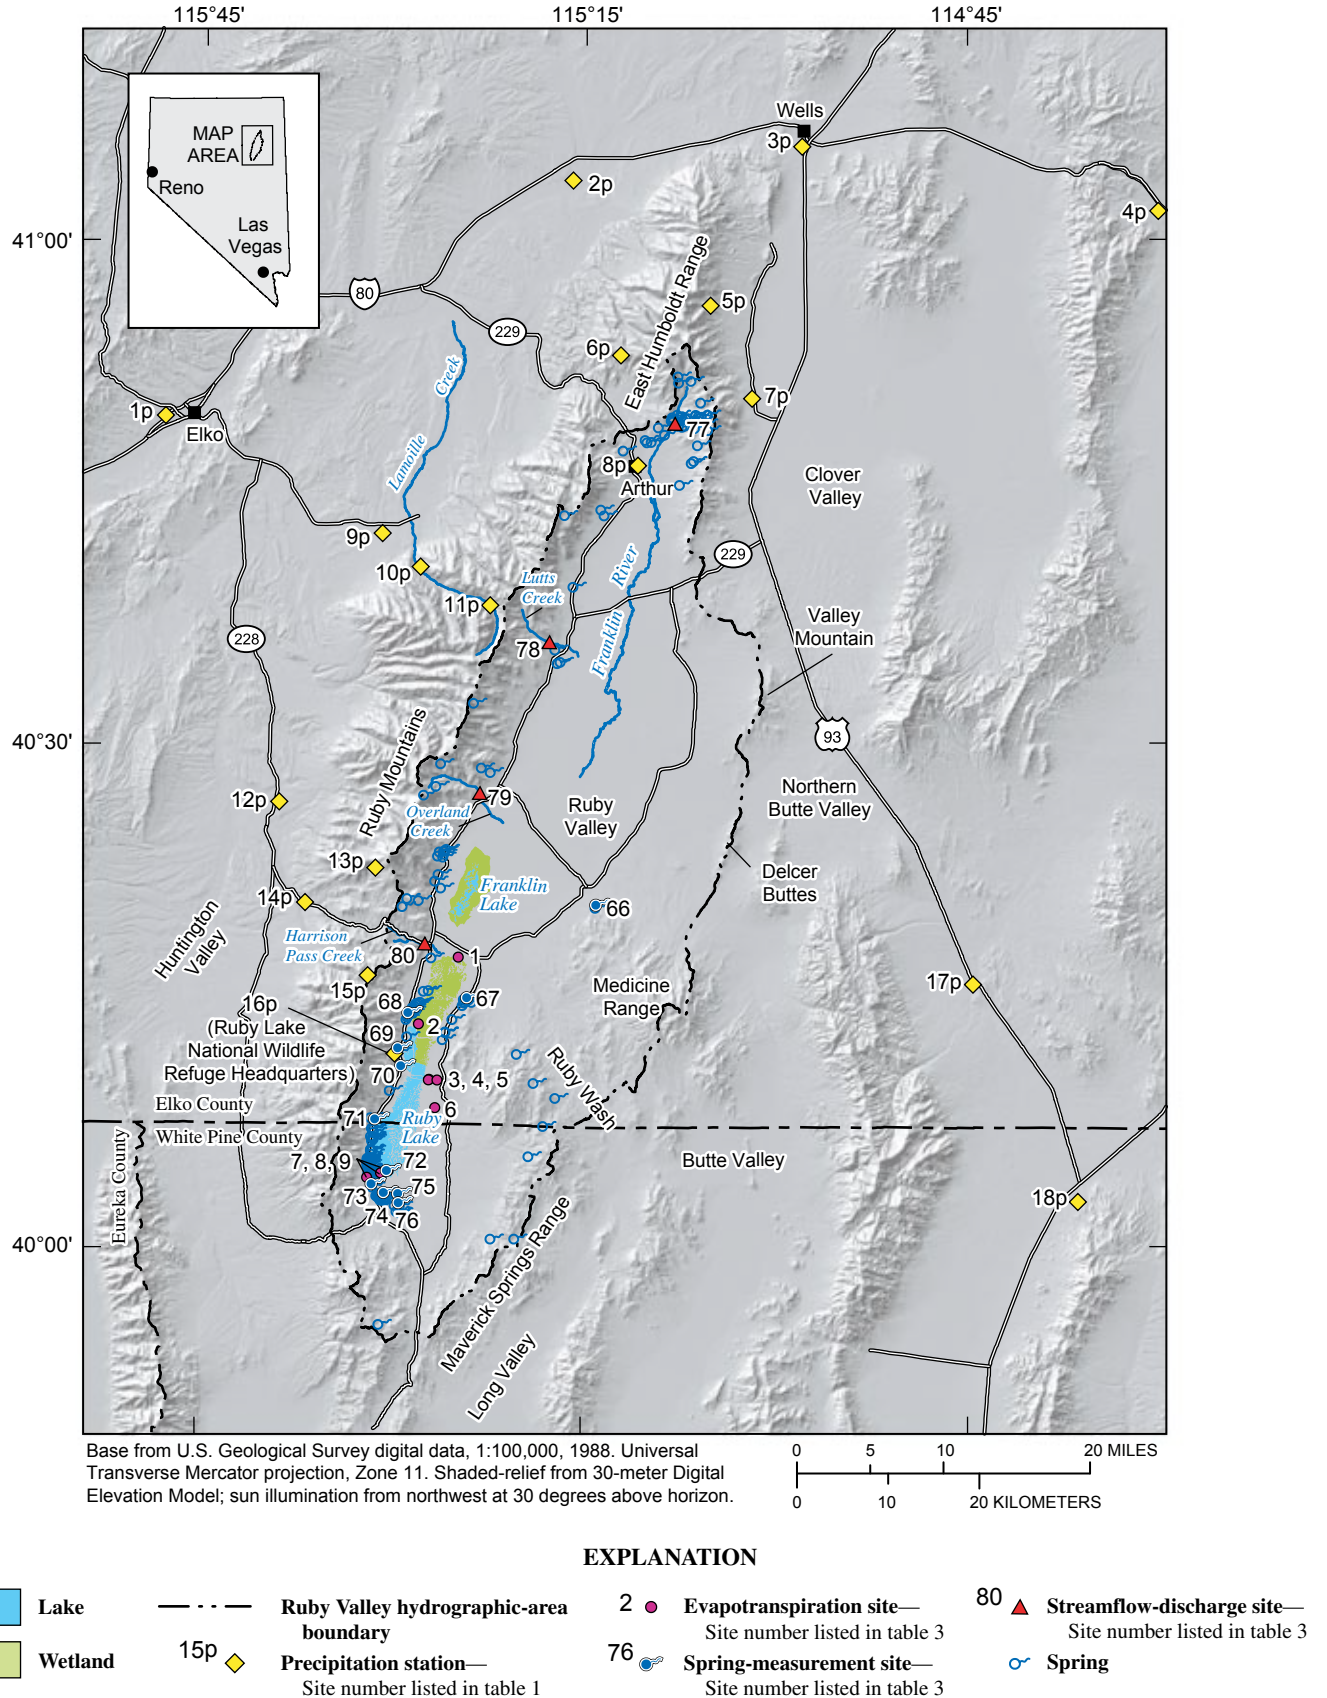 115°45'
115°15'
114°45'
MAP
AREA
Reno
Las
Vegas
Wells
3p
2p
4p
41°00'
80
229
5p
6p
East Humboldt Range
Creek
Lamoille
7p
1p
Elko
77
8p
Arthur
Clover
Valley
9p
10p
11p
Lutts
Creek
Franklin River
229
228
78
Valley
Mountain
40°30'
93
Ruby Mountains
12p
79
Overland
Creek
Ruby
Valley
Northern
Butte Valley
13p
Delcer
Buttes
14p
Franklin
Lake
66
Huntington
Valley
Harrison
Pass Creek
80
1
15p
17p
16p
(Ruby Lake
National Wildlife
Refuge Headquarters)
68
67
Medicine
Range
2
69
70
3, 4, 5
Ruby Wash
6
Elko County
White Pine County
Eureka County
71
Ruby
Lake
7, 8, 9
72
73
75
74
76
Butte Valley
18p
40°00'
Maverick Springs Range
Long Valley
Base from U.S. Geological Survey digital data, 1:100,000, 1988. Universal
Transverse Mercator projection, Zone 11. Shaded-relief from 30-meter Digital
Elevation Model; sun illumination from northwest at 30 degrees above horizon.
0 5 10 20 MILES
0 10 20 KILOMETERS
EXPLANATION
Lake
Wetland
Ruby Valley hydrographic-area
boundary
15p
Precipitation station—
Site number listed in table 1
2
Evapotranspiration site—
Site number listed in table 3
76
Spring-measurement site—
Site number listed in table 3
80
Streamflow-discharge site—
Site number listed in table 3
Spring